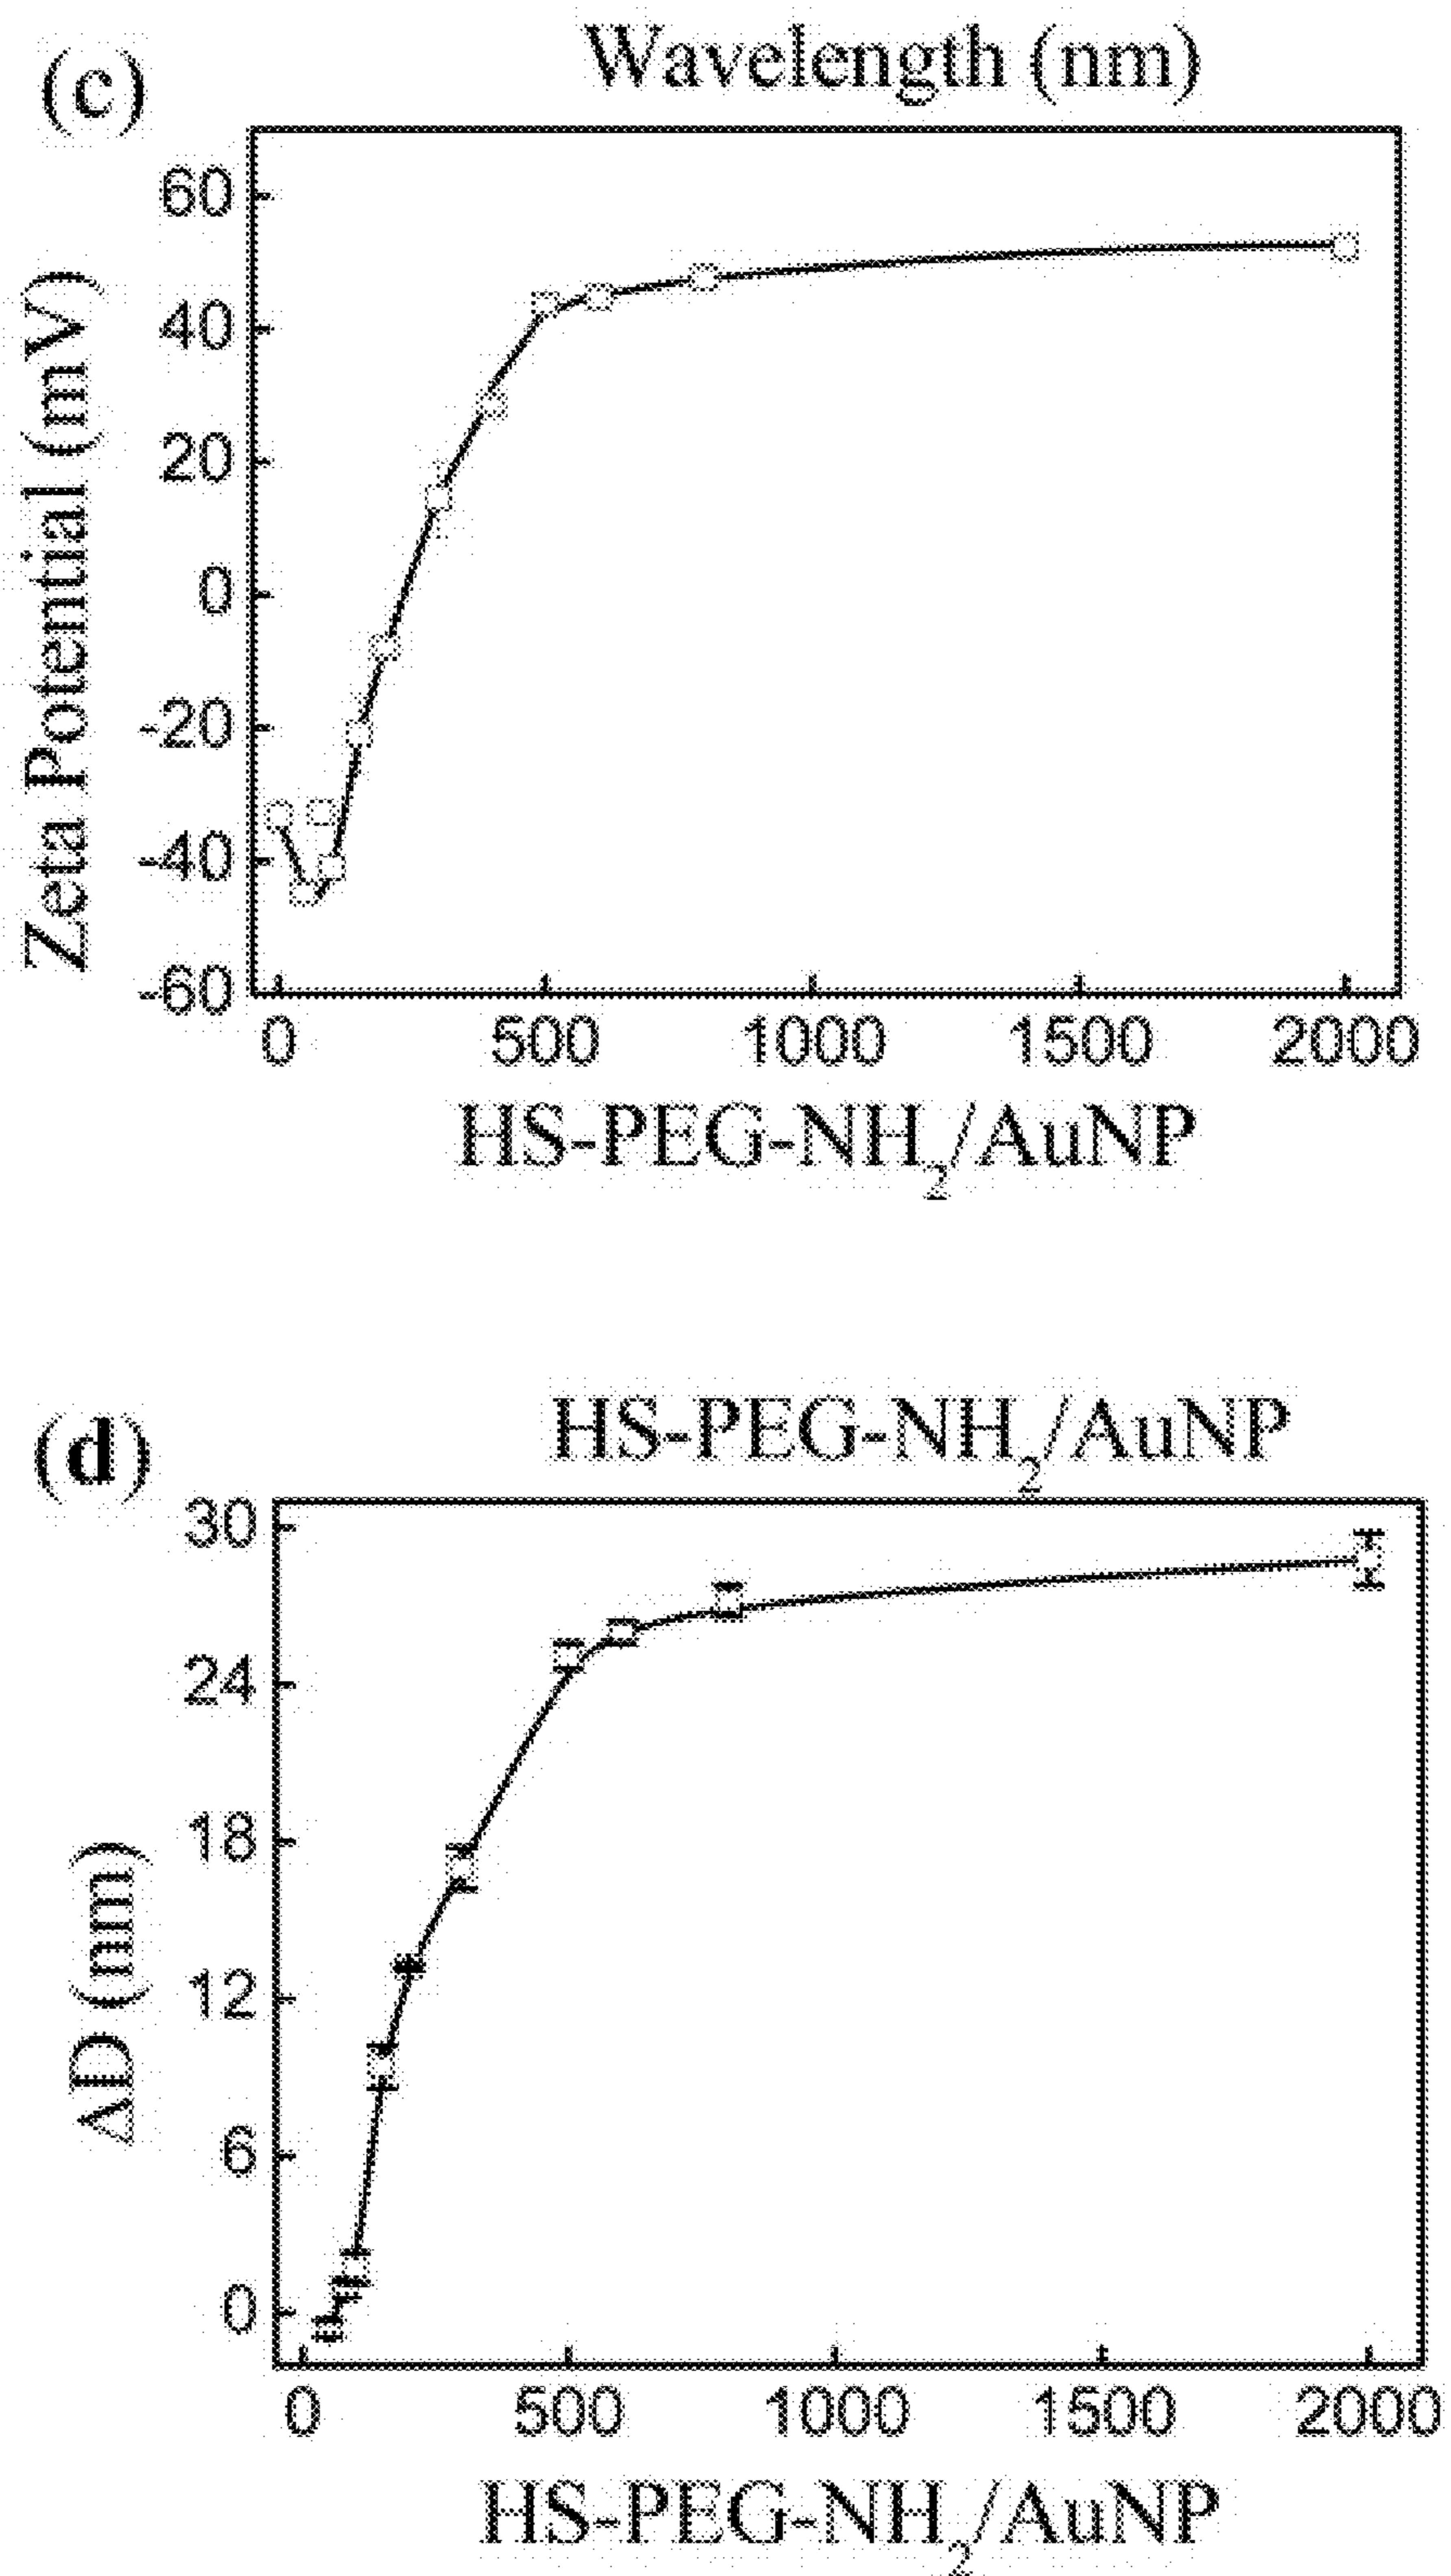 Wavelength (nm)
(c)
60
40
20
0
-20
-40
-60
Zeta Potential (mV)
0 500 1000 1500 2000
HS-PEG-NH2/AuNP
HS-PEG-NH2/AuNP
(d)
30
24
18
12
6
0
ΔD (nm)
0 500 1000 1500 2000
HS-PEG-NH2/AuNP